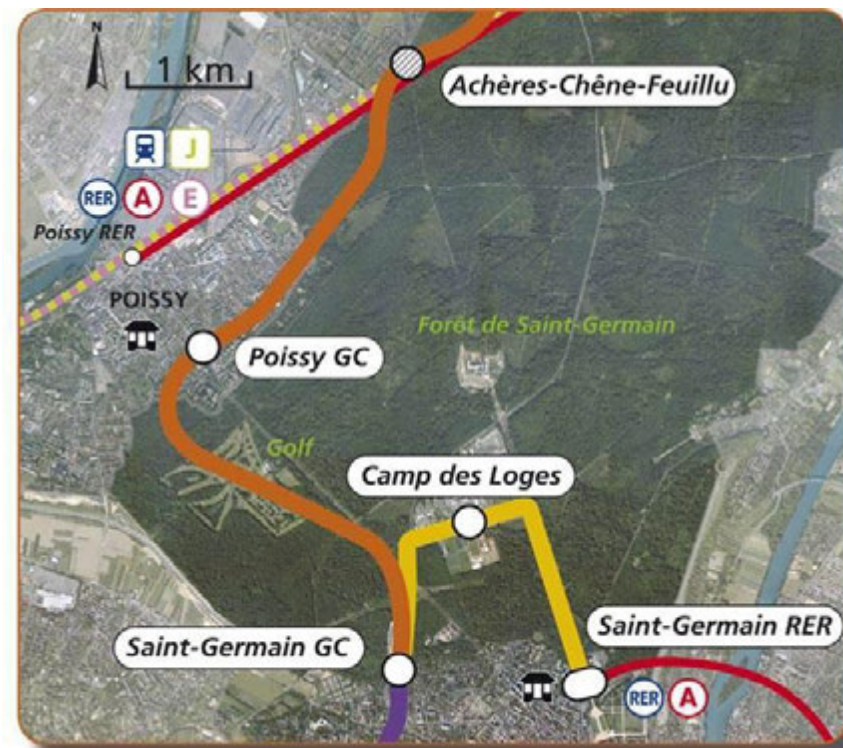 N
1 km
Achères-Chêne-Feuillu
J
RER A E
Poissy RER
POISSY
Forêt de Saint-Germain
Poissy GC
Golf
Camp des Loges
Saint-Germain GC
Saint-Germain RER
RER A